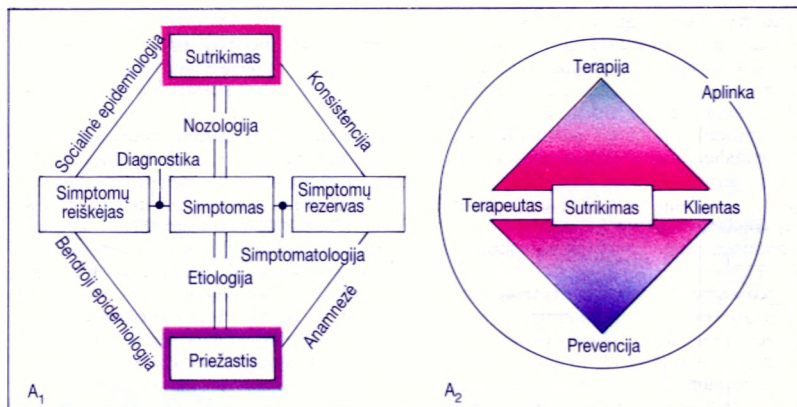 Sutrikimas
Socialinė epidemiologija
Konsistencija
Nozologija
Diagnostika
Simptomų
reiškėjas
Simptomas
Simptomų
rezervas
Simptomatologija
Etiologija
Bendroji epidemiologija
Anamnezė
Priežastis
A1
Terapija
Aplinka
Terapeutas
Sutrikimas
Klientas
Prevencija
A2